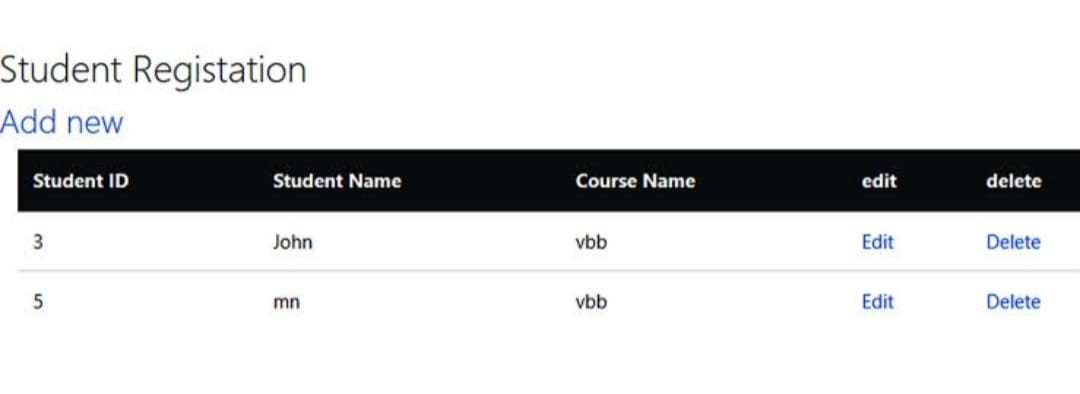 Student Registation
Add new
Student ID Student Name Course Name edit delete
3 John vbb Edit Delete
5 mn vbb Edit Delete